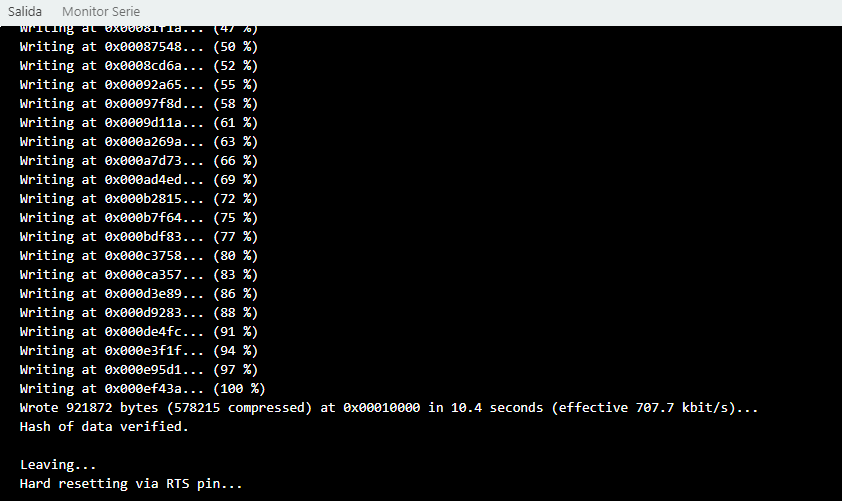 Salida Monitor Serie
Writing at 0x00081f1a... (47 %)
Writing at 0x00087548... (50 %)
Writing at 0x0008cd6a... (52 %)
Writing at 0x00092a65... (55 %)
Writing at 0x00097f8d... (58 %)
Writing at 0x0009d11a... (61 %)
Writing at 0x000a269a... (63 %)
Writing at 0x000a7d73... (66 %)
Writing at 0x000ad4ed... (69 %)
Writing at 0x000b2815... (72 %)
Writing at 0x000b7f64... (75 %)
Writing at 0x000bdf83... (77 %)
Writing at 0x000c3758... (80 %)
Writing at 0x000ca357... (83 %)
Writing at 0x000d3e89... (86 %)
Writing at 0x000d9283... (88 %)
Writing at 0x000de4fc... (91 %)
Writing at 0x000e3f1f... (94 %)
Writing at 0x000e95d1... (97 %)
Writing at 0x000ef43a... (100 %)
Wrote 921872 bytes (578215 compressed) at 0x00010000 in 10.4 seconds (effective 707.7 kbit/s)...
Hash of data verified.
Leaving...
Hard resetting via RTS pin...